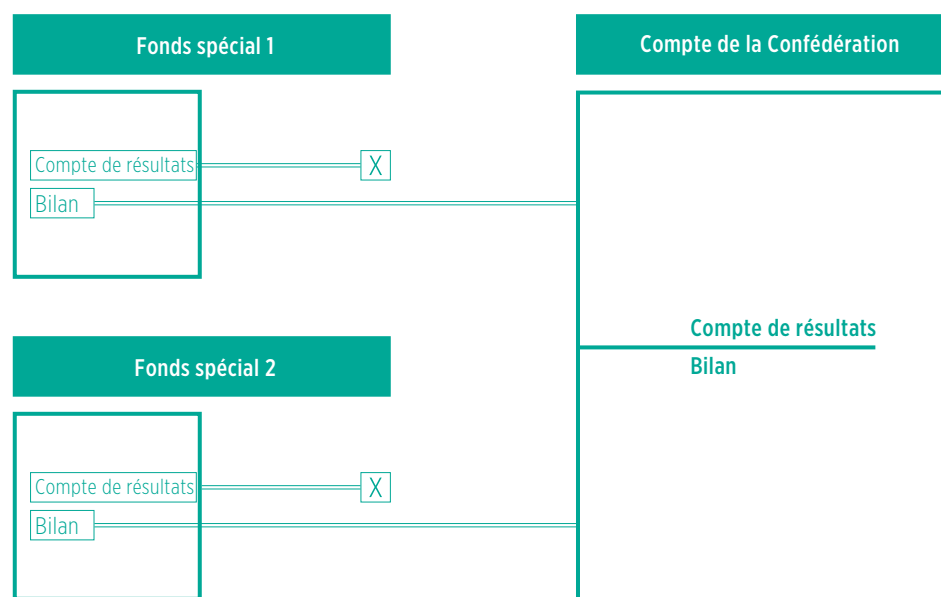 Fonds spécial 1
Compte de la Confédération
Compte de résultats
X
Bilan
Compte de résultats
Bilan
Fonds spécial 2
Compte de résultats
X
Bilan